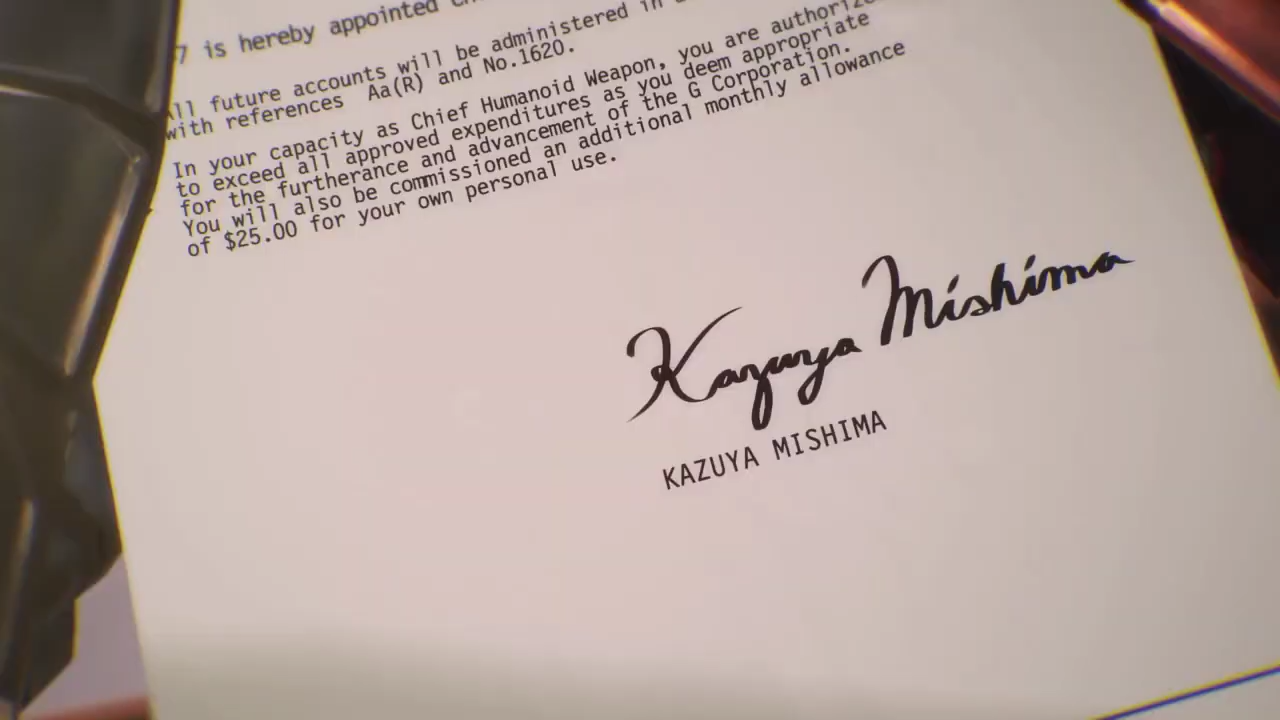 7 is hereby appointed
All future accounts will be administered in
with references Aa(R) and No.1620.
In your capacity as Chief Humanoid Weapon, you are
to exceed all approved expenditures as you deem appropriate
for the furtherance and advancement of the G Corporation.
You will also be commissioned an additional monthly allowance
of $25.00 for your own personal use.
Kazuya Mishima
KAZUYA MISHIMA